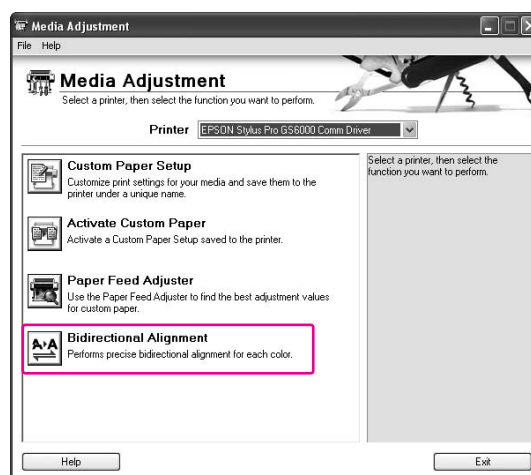 Media Adjustment
File Help
Media Adjustment
Select a printer, then select the function you want to perform.
Printer EPSON Stylus Pro GS6000 Comm Driver
Custom Paper Setup
Customize print settings for your media and save them to the
printer under a unique name.
Activate Custom Paper
Activate a Custom Paper Setup saved to the printer.
Paper Feed Adjuster
Use the Paper Feed Adjuster to find the best adjustment values
for custom paper.
A A
Bidirectional Alignment
Performs precise bidirectional alignment for each color.
Select a printer, then select the
function you want to perform.
Help
Exit